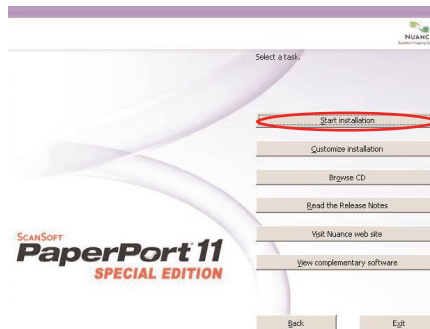 NUANC
Select a task.
Start installation
Customize installation
Browse CD
Read the Release Notes
Visit Nuance web site
View complementary software
SCANSOFT
PaperPort 11
SPECIAL EDITION
Back
Exit